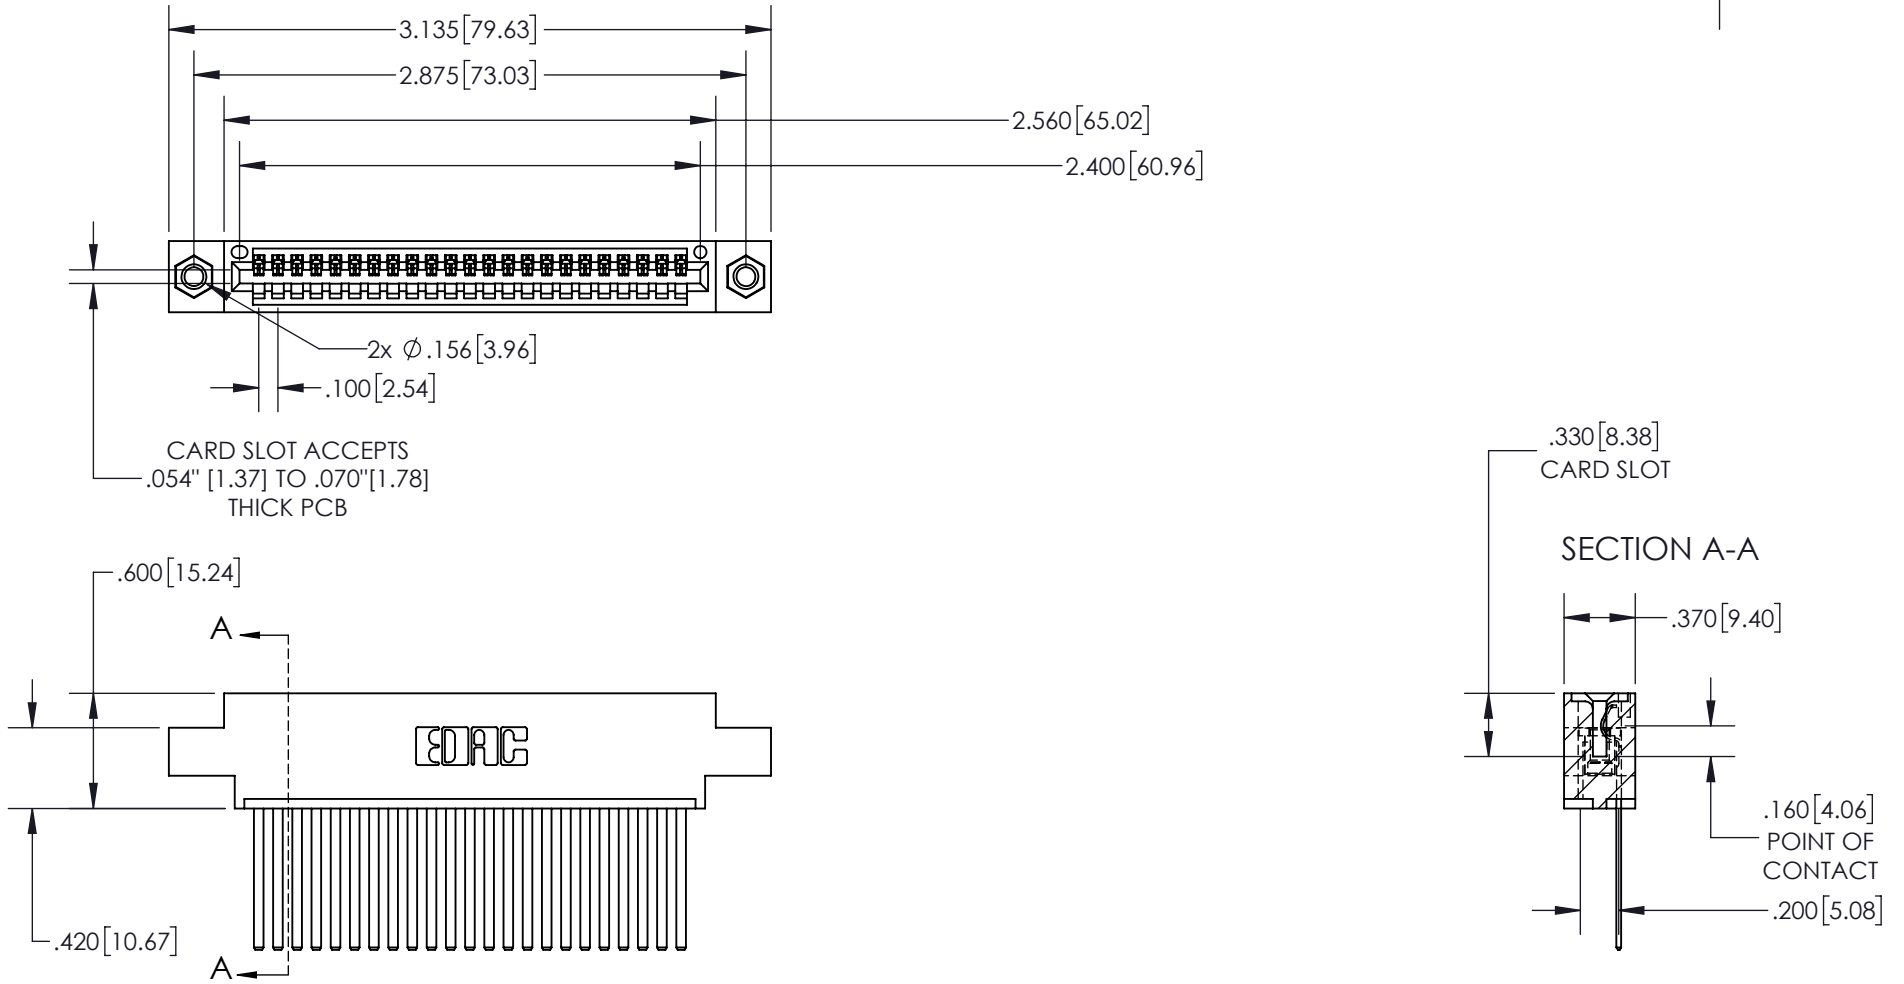 3.135[79.63]
2.875[73.03]
2.560[65.02]
2.400[60.96]
2x Ø.156[3.96]
.100[2.54]
CARD SLOT ACCEPTS
.054" [1.37] TO .070"[1.78]
THICK PCB
.330[8.38]
CARD SLOT
SECTION A-A
.600[15.24]
.370[9.40]
A
EDAC
.160[4.06]
POINT OF
CONTACT
.200[5.08]
.420[10.67]
A